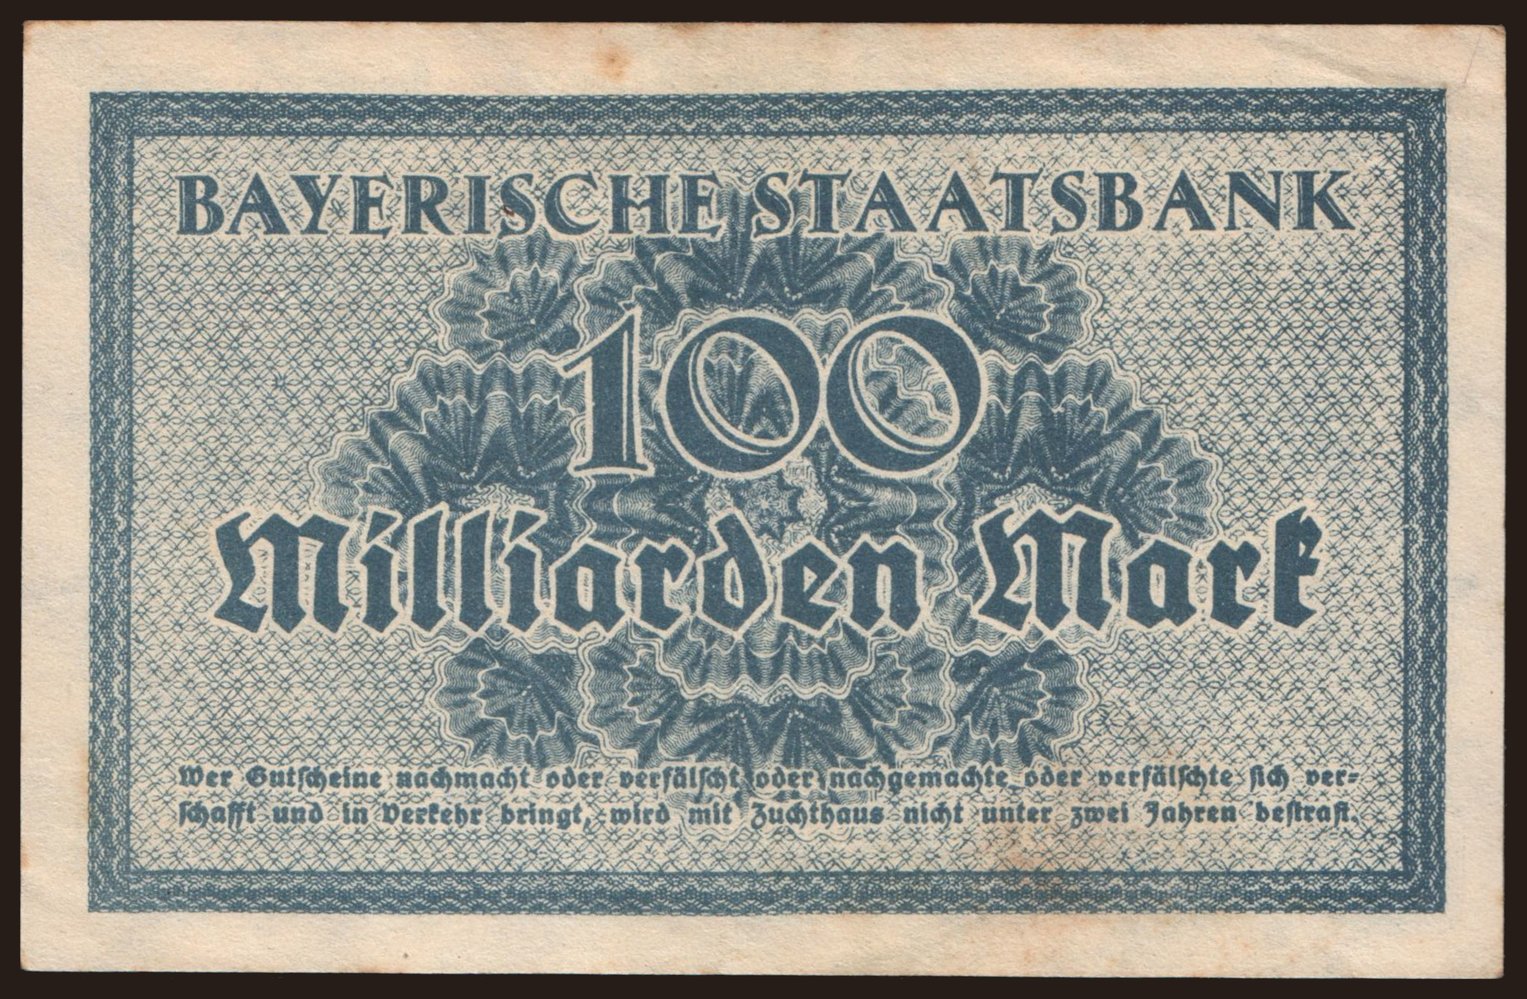 BAYERISCHE STAATSBANK
100
Milliarden Mark
Wer Gutscheine nachmacht oder verfälscht oder nachgemachte oder verfälschte sich ver=
schafft und in Verkehr bringt, wird mit Zuchthaus nicht unter zwei Jahren bestraft.